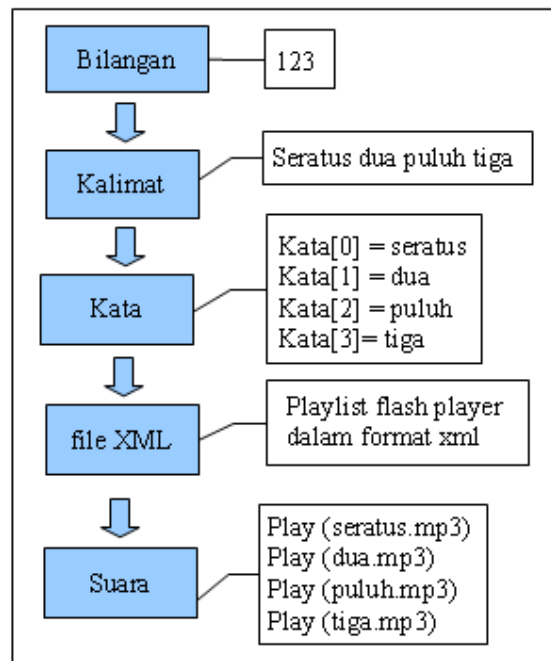 Bilangan
123
Kalimat
Seratus dua puluh tiga
Kata
Kata[0] = seratus
Kata[1] = dua
Kata[2] = puluh
Kata[3]= tiga
file XML
Playlist flash player
dalam format xml
Suara
Play (seratus.mp3)
Play (dua.mp3)
Play (puluh.mp3)
Play (tiga.mp3)